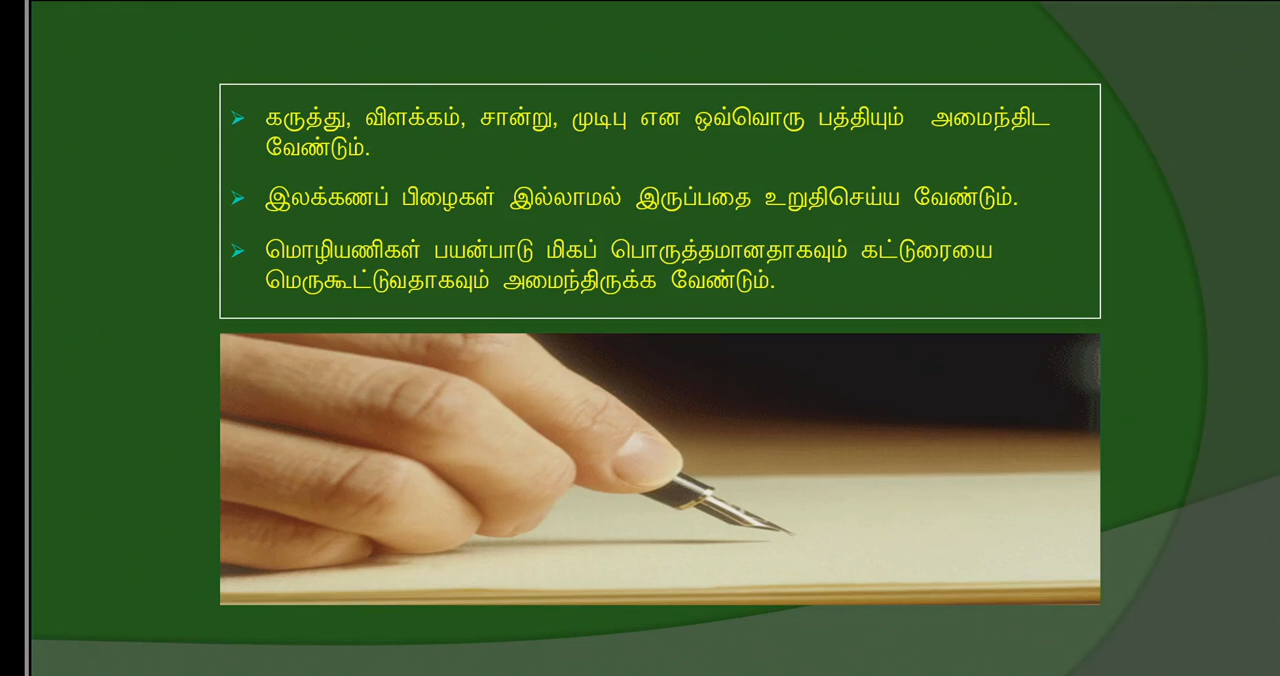 கருத்து, விளக்கம், சான்று, முடிபு என ஒவ்வொரு பத்தியும் அமைந்திட
வேண்டும்.
இலக்கணப் பிழைகள் இல்லாமல் இருப்பதை உறுதிசெய்ய வேண்டும்.
மொழியணிகள் பயன்பாடு மிகப் பொருத்தமானதாகவும் கட்டுரையை
மெருகூட்டுவதாகவும் அமைந்திருக்க வேண்டும்.